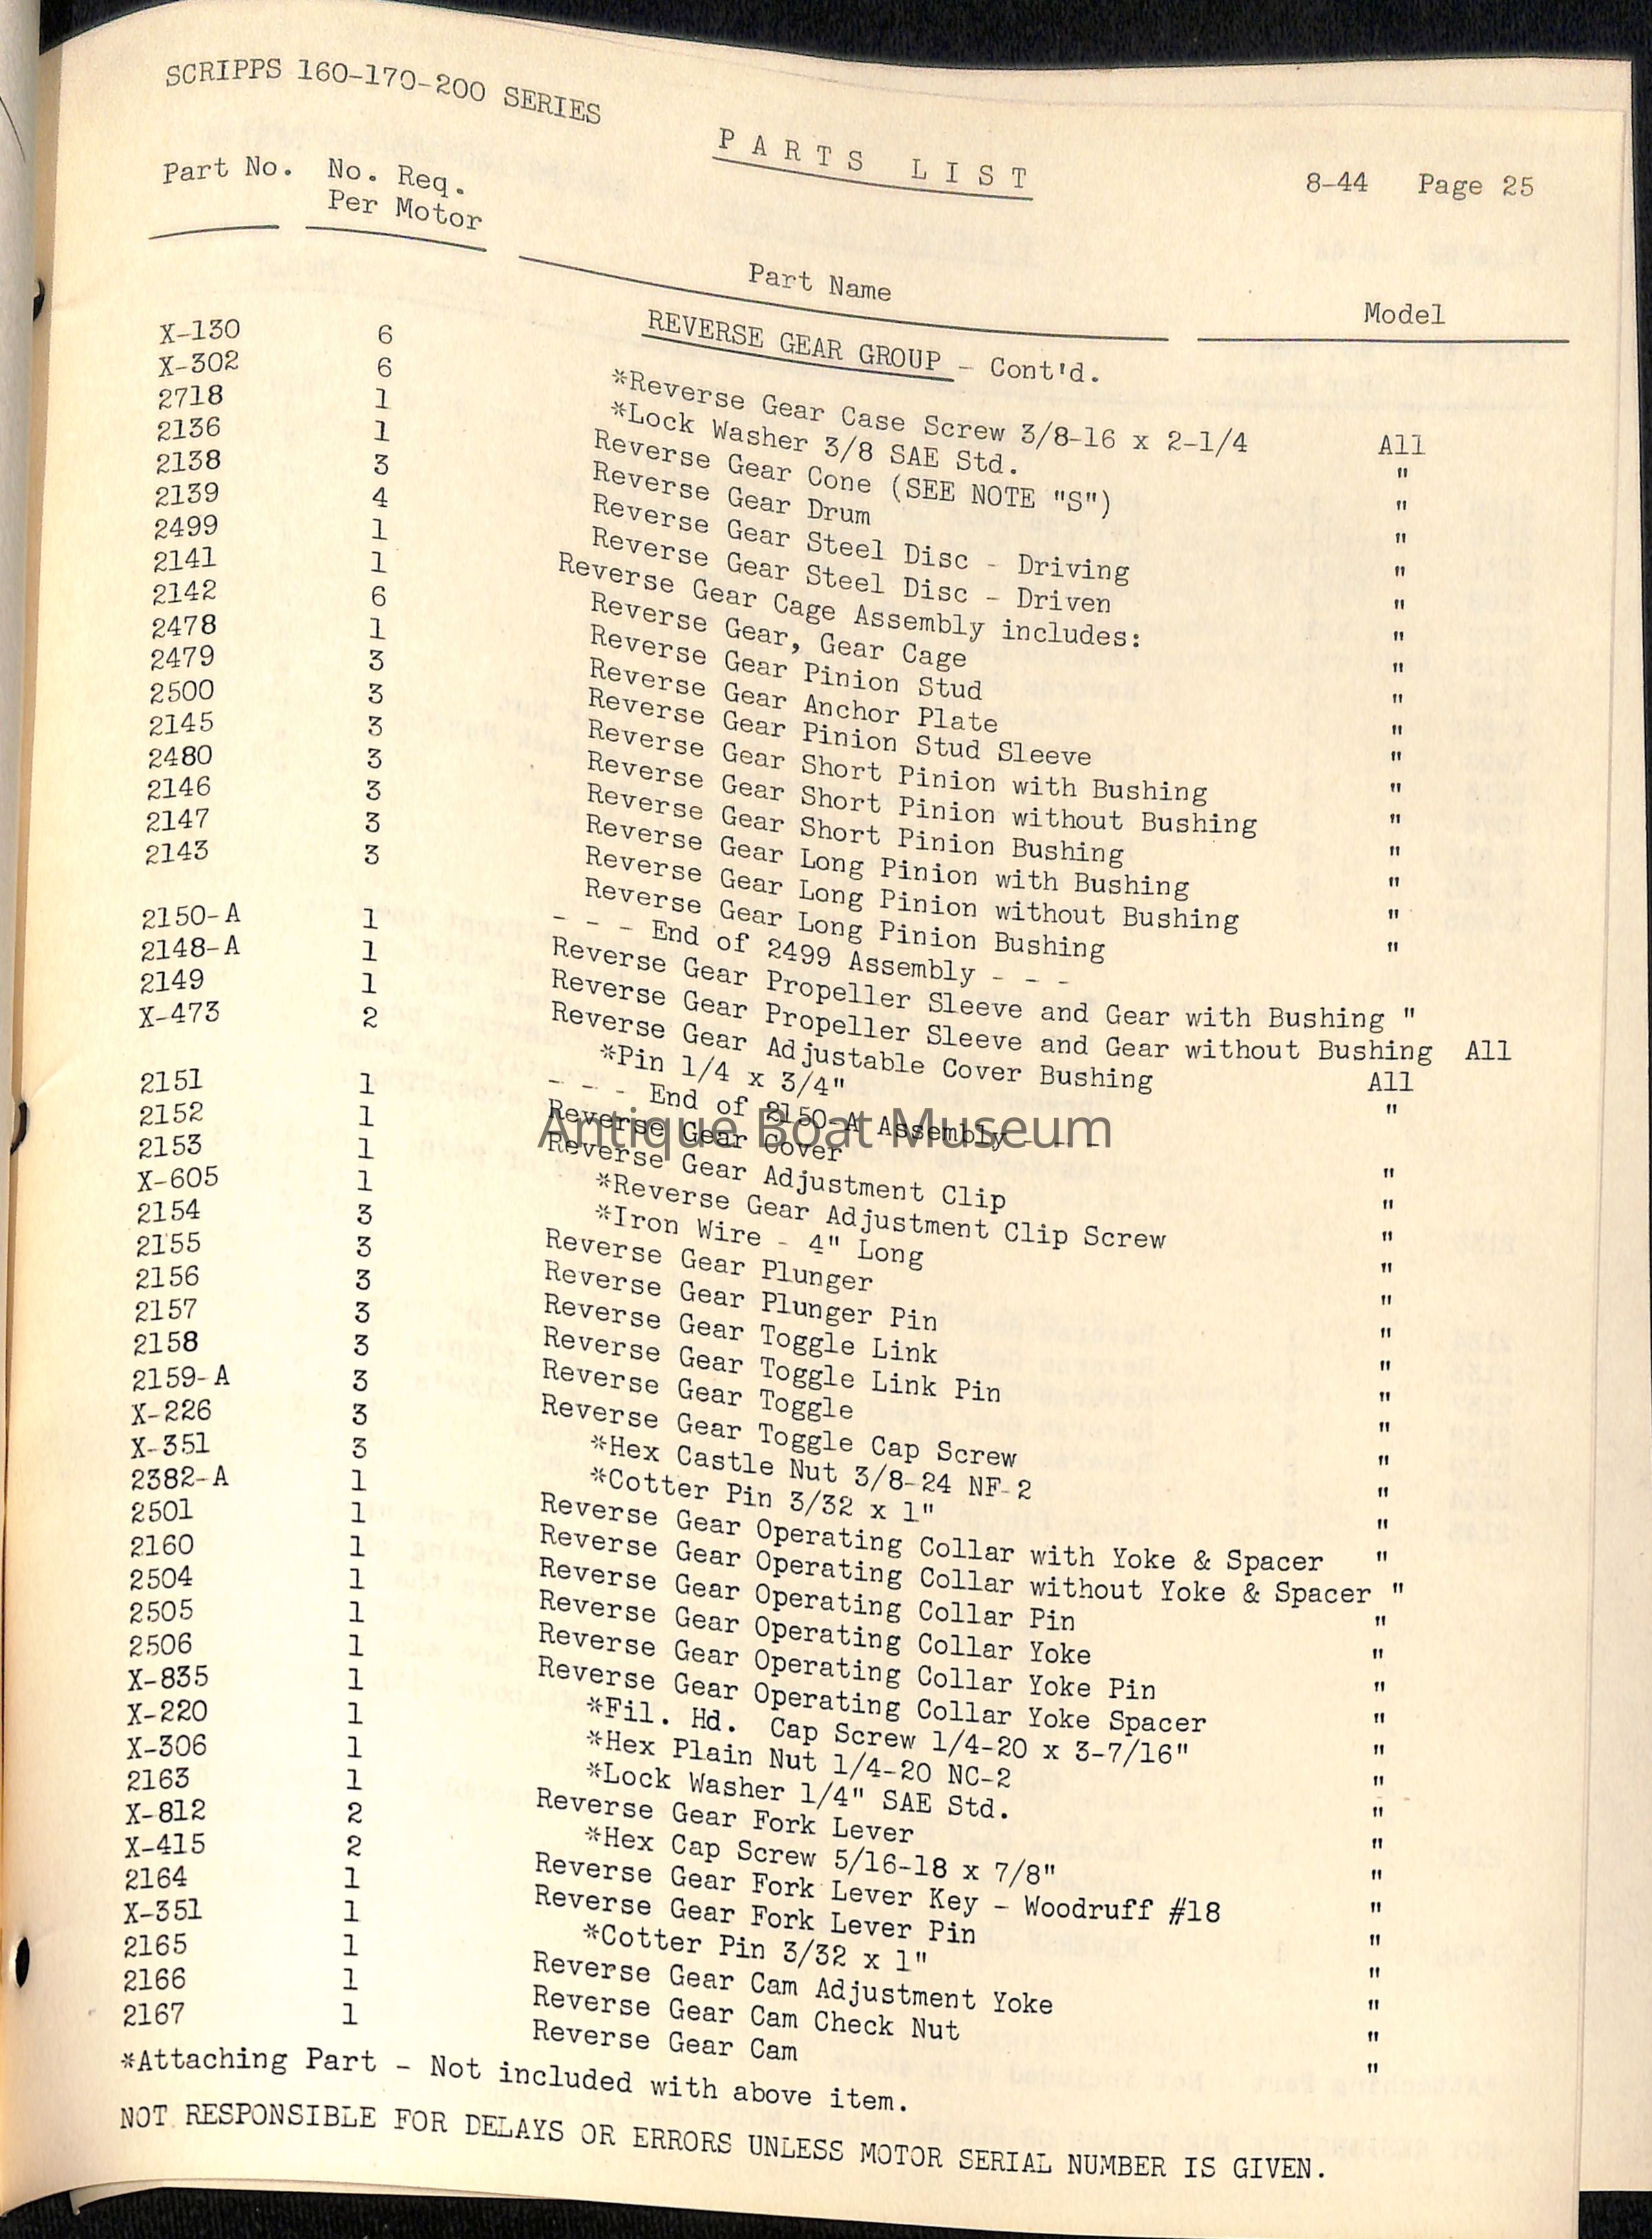 SCRIPPS 160-170-200 SERIES
PARTS LIST
8-44 Page 25
Part No. No. Req. Per Motor Part Name Model
REVERSE GEAR GROUP - Cont'd.
X-130 6 *Reverse Gear Case Screw 3/8-16 x 2-1/4 All
X-302 6 *Lock Washer 3/8 SAE Std. "
2718 1 Reverse Gear Cone (SEE NOTE "S") "
2136 1 Reverse Gear Drum "
2138 3 Reverse Gear Steel Disc - Driving "
2139 4 Reverse Gear Steel Disc - Driven "
2499 1 Reverse Gear Cage Assembly includes: "
2141 1 Reverse Gear, Gear Cage "
2142 6 Reverse Gear Pinion Stud "
2478 1 Reverse Gear Anchor Plate "
2479 3 Reverse Gear Pinion Stud Sleeve "
2500 3 Reverse Gear Short Pinion with Bushing "
2145 3 Reverse Gear Short Pinion without Bushing "
2480 3 Reverse Gear Short Pinion Bushing "
2146 3 Reverse Gear Long Pinion with Bushing "
2147 3 Reverse Gear Long Pinion without Bushing "
2143 3 Reverse Gear Long Pinion Bushing "
- - - End of 2499 Assembly - - -
2150-A 1 Reverse Gear Propeller Sleeve and Gear with Bushing "
2148-A 1 Reverse Gear Propeller Sleeve and Gear without Bushing All
2149 1 Reverse Gear Adjustable Cover Bushing All
X-473 2 *Pin 1/4 x 3/4" "
- - - End of 2150-A Assembly - - -
2151 1 Reverse Gear Cover "
2152 1 Reverse Gear Adjustment Clip "
2153 1 *Reverse Gear Adjustment Clip Screw "
X-605 1 *Iron Wire - 4" Long "
2154 3 Reverse Gear Plunger "
2155 3 Reverse Gear Plunger Pin "
2156 3 Reverse Gear Toggle Link "
2157 3 Reverse Gear Toggle Link Pin "
2158 3 Reverse Gear Toggle "
2159-A 3 Reverse Gear Toggle Cap Screw "
X-226 3 *Hex Castle Nut 3/8-24 NF-2 "
X-351 3 *Cotter Pin 3/32 x 1" "
2382-A 1 Reverse Gear Operating Collar with Yoke & Spacer "
2501 1 Reverse Gear Operating Collar without Yoke & Spacer "
2160 1 Reverse Gear Operating Collar Pin "
2504 1 Reverse Gear Operating Collar Yoke "
2505 1 Reverse Gear Operating Collar Yoke Pin "
2506 1 Reverse Gear Operating Collar Yoke Spacer "
X-835 1 *Fil. Hd. Cap Screw 1/4-20 x 3-7/16" "
X-220 1 *Hex Plain Nut 1/4-20 NC-2 "
X-306 1 *Lock Washer 1/4" SAE Std. "
2163 1 Reverse Gear Fork Lever "
X-812 2 *Hex Cap Screw 5/16-18 x 7/8" "
X-415 2 Reverse Gear Fork Lever Key - Woodruff #18 "
2164 1 Reverse Gear Fork Lever Pin "
X-351 1 *Cotter Pin 3/32 x 1" "
2165 1 Reverse Gear Cam Adjustment Yoke "
2166 1 Reverse Gear Cam Check Nut "
2167 1 Reverse Gear Cam "
*Attaching Part - Not included with above item.
NOT RESPONSIBLE FOR DELAYS OR ERRORS UNLESS MOTOR SERIAL NUMBER IS GIVEN.
Antique Boat Museum